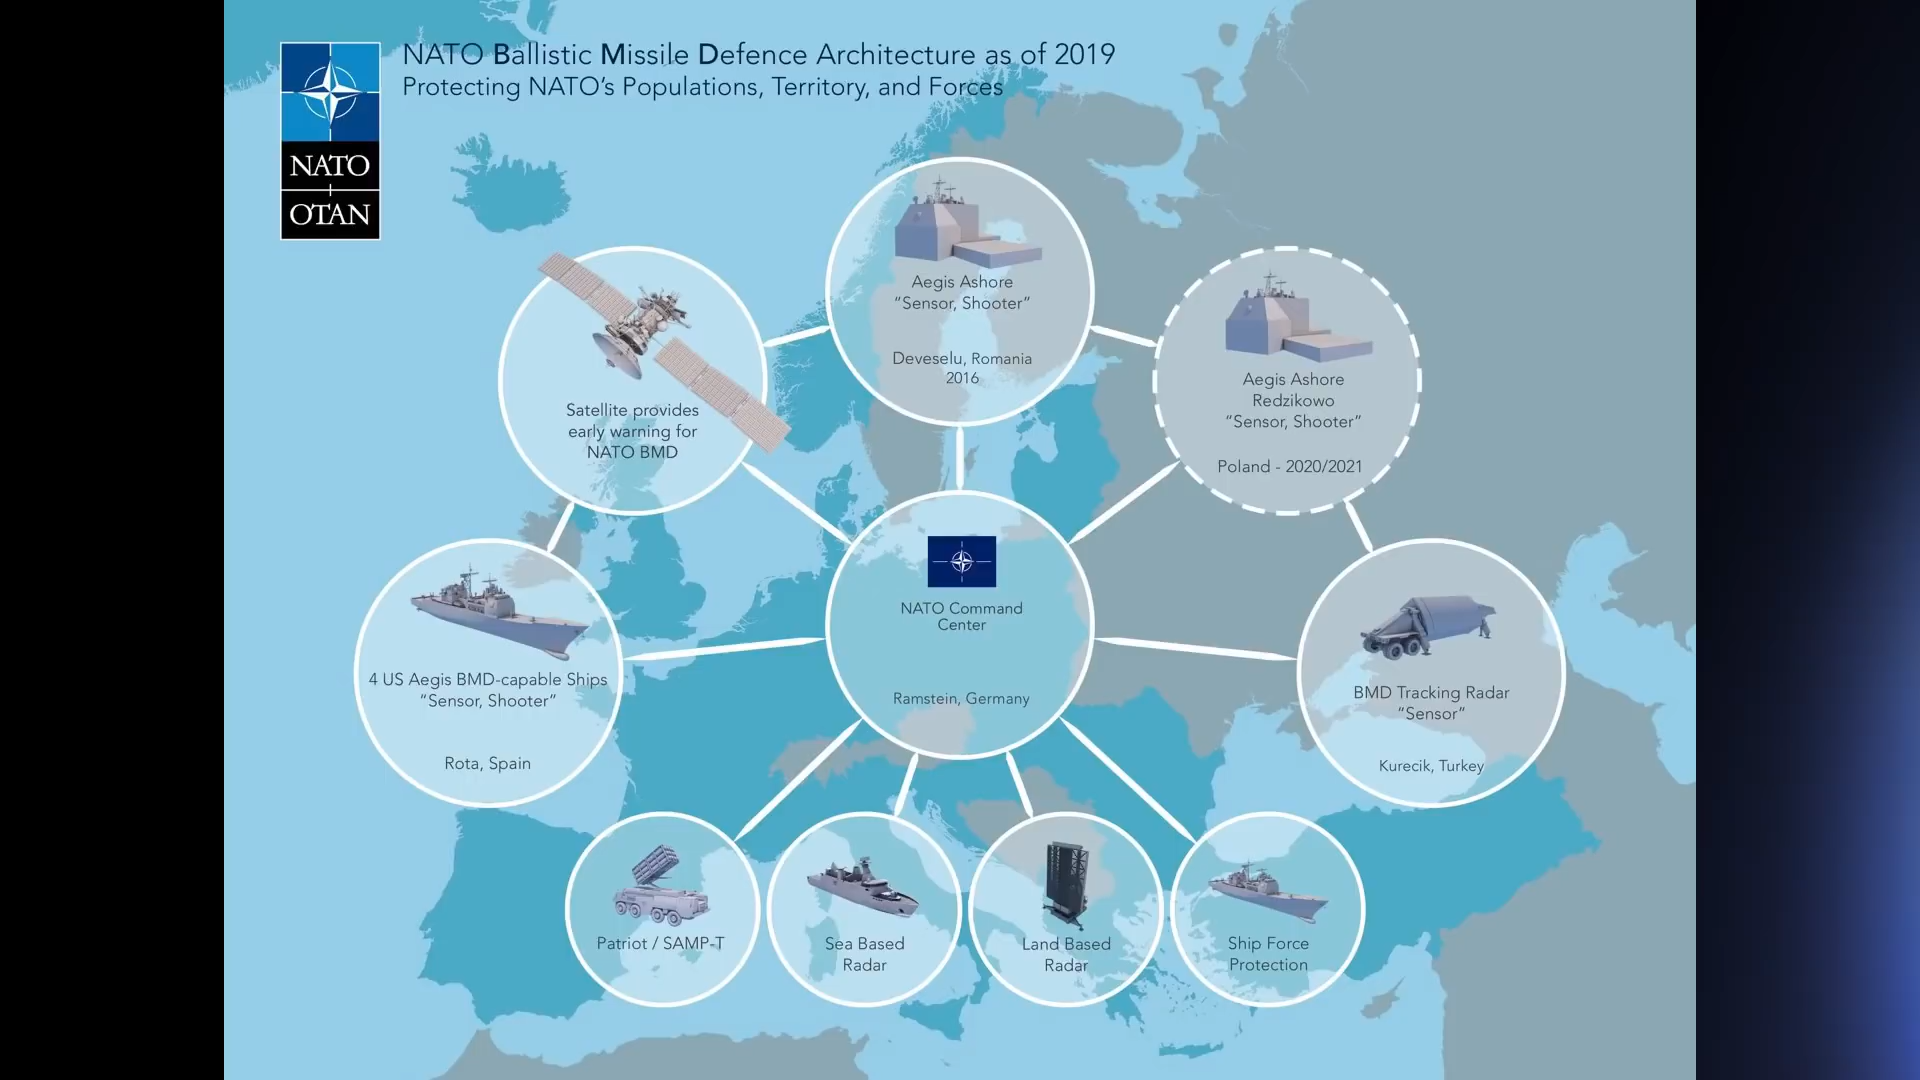 NATO Ballistic Missile Defence Architecture as of 2019
Protecting NATO's Populations, Territory, and Forces
NATO
OTAN
Aegis Ashore
"Sensor, Shooter"
Deveselu, Romania
2016
Satellite provides
early warning for
NATO BMD
Aegis Ashore
Redzikowo
"Sensor, Shooter"
Poland - 2020/2021
4 US Aegis BMD-capable Ships
"Sensor, Shooter"
Rota, Spain
NATO Command
Center
Ramstein, Germany
BMD Tracking Radar
"Sensor"
Kurecik, Turkey
Patriot / SAMP-T
Sea Based
Radar
Land Based
Radar
Ship Force
Protection